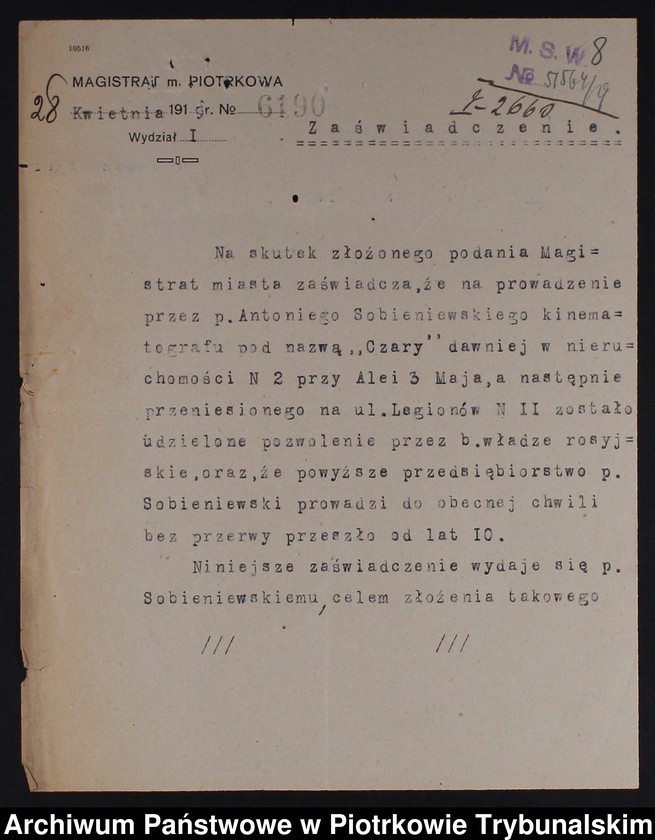 10516
M. S. W. 8
MAGISTRAT m. PIOTRKOWA
№ 51564/19
28 Kwietnia 1919r. № 6190
I-2660
Wydział I
Zaświadczenie.
Na skutek złożonego podania Magi=
strat miasta zaświadcza,że na prowadzenie
przez p.Antoniego Sobieniewskiego kinema=
tografu pod nazwą „Czary” dawniej w nieru=
chomości N 2 przy Alei 3 Maja,a następnie
przeniesionego na ul.Legionów N II zostało
udzielone pozwolenie przez b.władze rosyj=
skie,oraz,że powyższe przedsiębiorstwo p.
Sobieniewski prowadzi do obecnej chwili
bez przerwy przeszło od lat IO.
Niniejsze zaświadczenie wydaje się p.
Sobieniewskiemu,celem złożenia takowego
/// ///
Archiwum Państwowe w Piotrkowie Trybunalskim